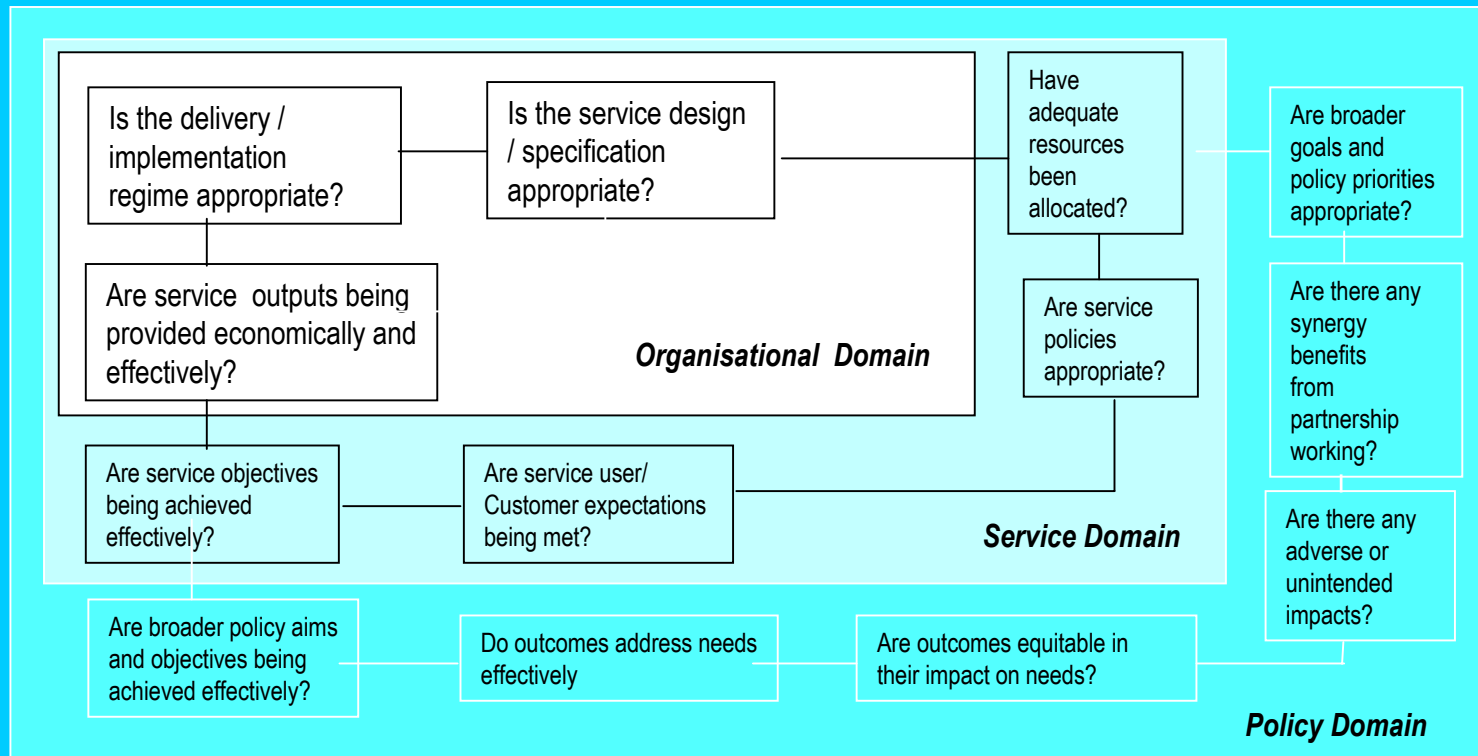 Is the delivery /
implementation
regime appropriate?
Is the service design
/ specification
appropriate?
Have
adequate
resources
been
allocated?
Are broader
goals and
policy priorities
appropriate?
Are service outputs being
provided economically and
effectively?
Organisational Domain
Are service
policies
appropriate?
Are there any
synergy
benefits
from
partnership
working?
Are service objectives
being achieved
effectively?
Are service user/
Customer expectations
being met?
Service Domain
Are there any
adverse or
unintended
impacts?
Are broader policy aims
and objectives being
achieved effectively?
Do outcomes address needs
effectively
Are outcomes equitable in
their impact on needs?
Policy Domain